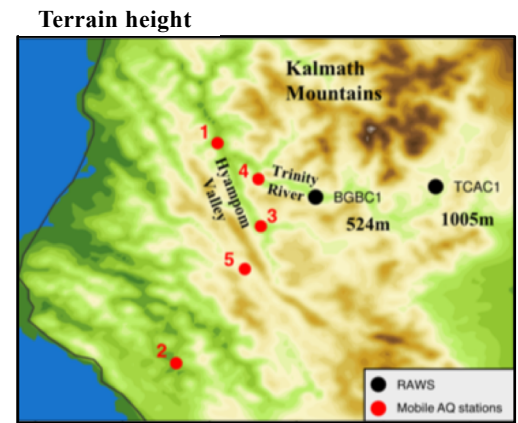 Terrain height
Kalmath
Mountains
1
4
Trinity
River
BGBC1
TCAC1
Hyampom
Valley
3
524m
1005m
5
2
RAWS
Mobile AQ stations